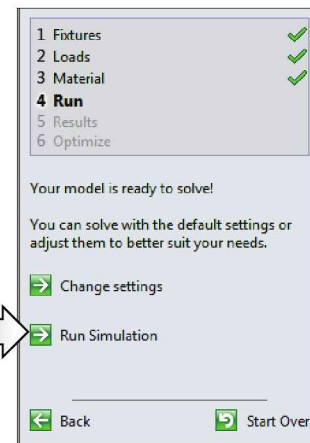 1 Fixtures
2 Loads
3 Material
4 Run
5 Results
6 Optimize
Your model is ready to solve!
You can solve with the default settings or
adjust them to better suit your needs.
Change settings
Run Simulation
Back Start Over